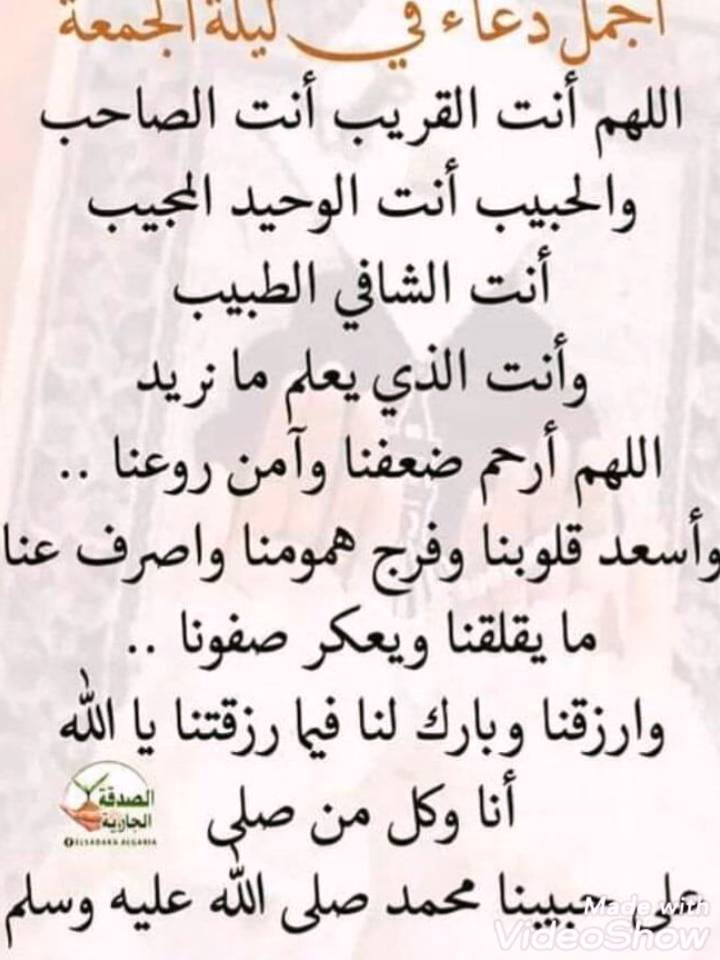 أجمل دعاء في ليلة الجمعة
اللهم أنت القريب أنت الصاحب
والحبيب أنت الوحيد المجيب
أنت الشافي الطبيب
وأنت الذي يعلم ما نريد
اللهم أرحم ضعفنا وآمن روعنا ..
وأسعد قلوبنا وفرج همومنا واصرف عنا
ما يقلقنا ويعكر صفونا ..
وارزقنا وبارك لنا فيما رزقتنا يا الله
أنا وكل من صلى
على حبيبنا محمد صلى الله عليه وسلم
الصدقة
الجارية
ELSADAKA ALGARIA
Made with
VideoShow